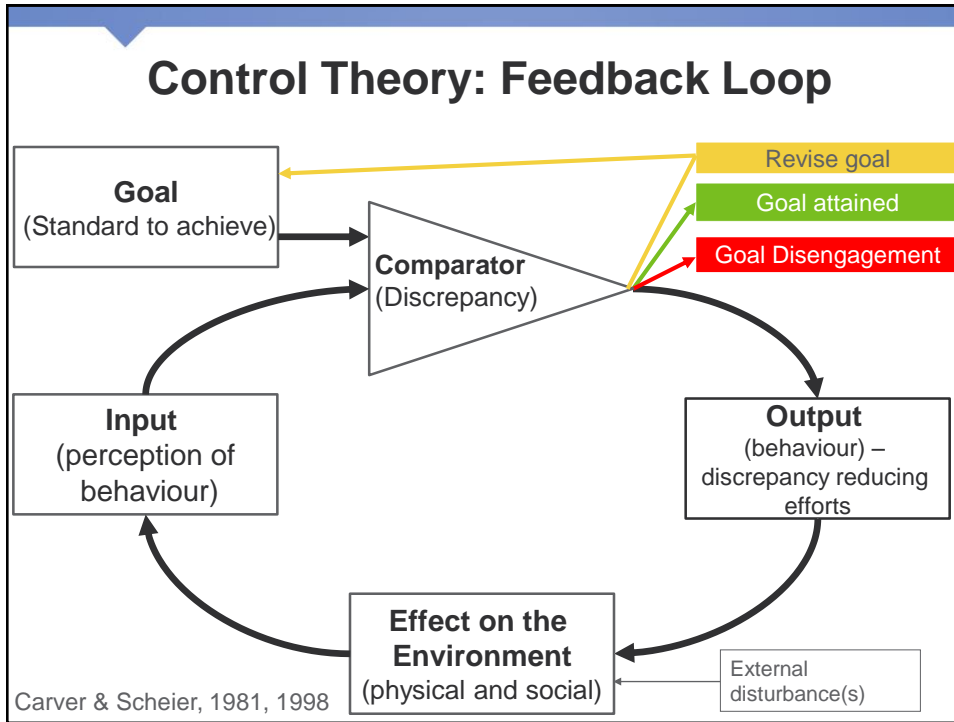 Control Theory: Feedback Loop
Revise goal
Goal attained
Goal Disengagement
Goal
(Standard to achieve)
Comparator
(Discrepancy)
Input
(perception of
behaviour)
Output
(behaviour) –
discrepancy reducing
efforts
Effect on the
Environment
(physical and social)
External
disturbance(s)
Carver & Scheier, 1981, 1998